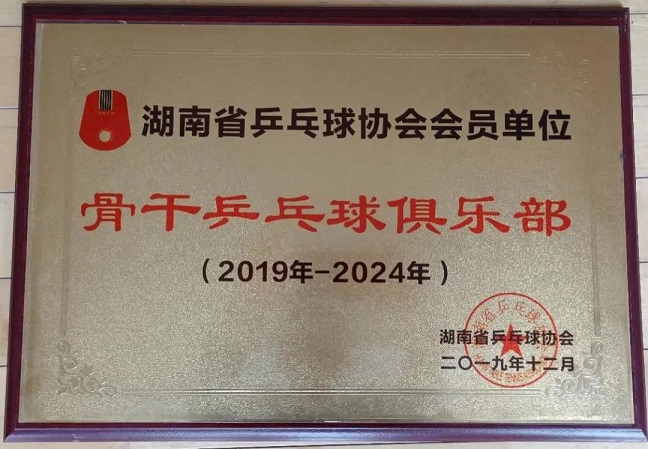 湖南省乒乓球协会会员单位
骨干乒乓球俱乐部
（2019年-2024年）
湖南省乒乓球协会
二〇一九年十二月